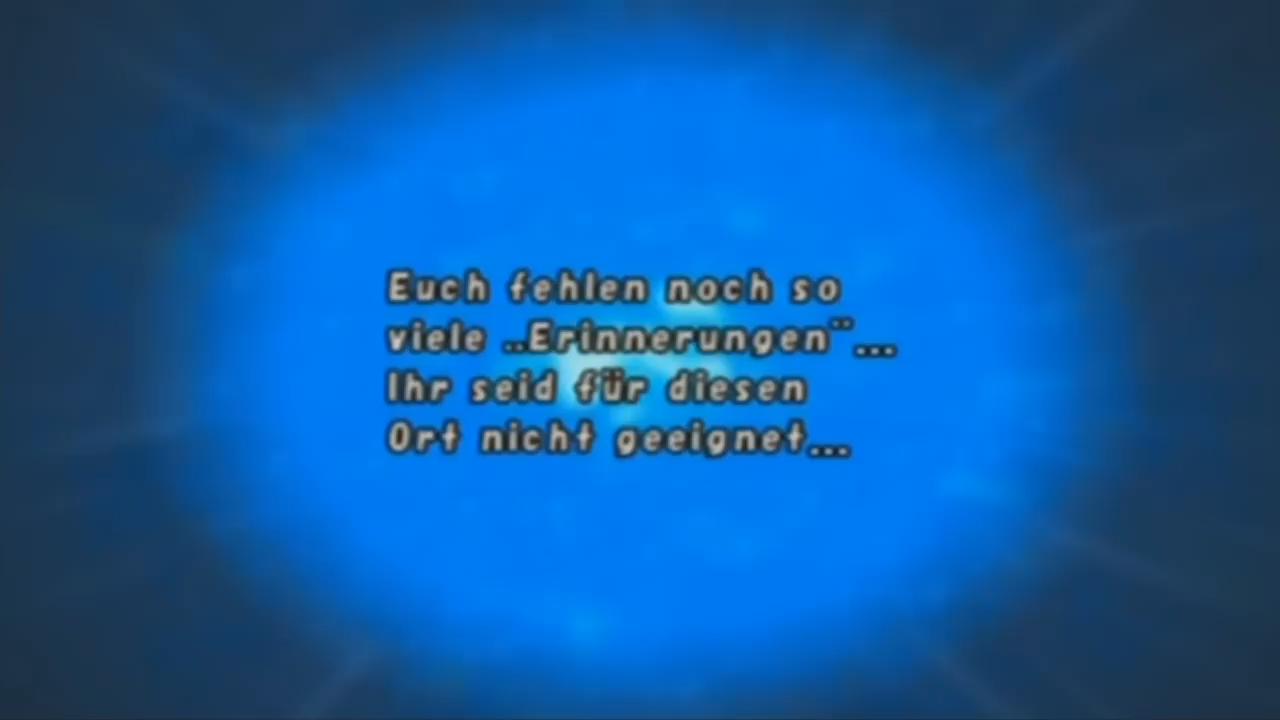 Euch fehlen noch so
viele „Erinnerungen“...
Ihr seid für diesen
Ort nicht geeignet...